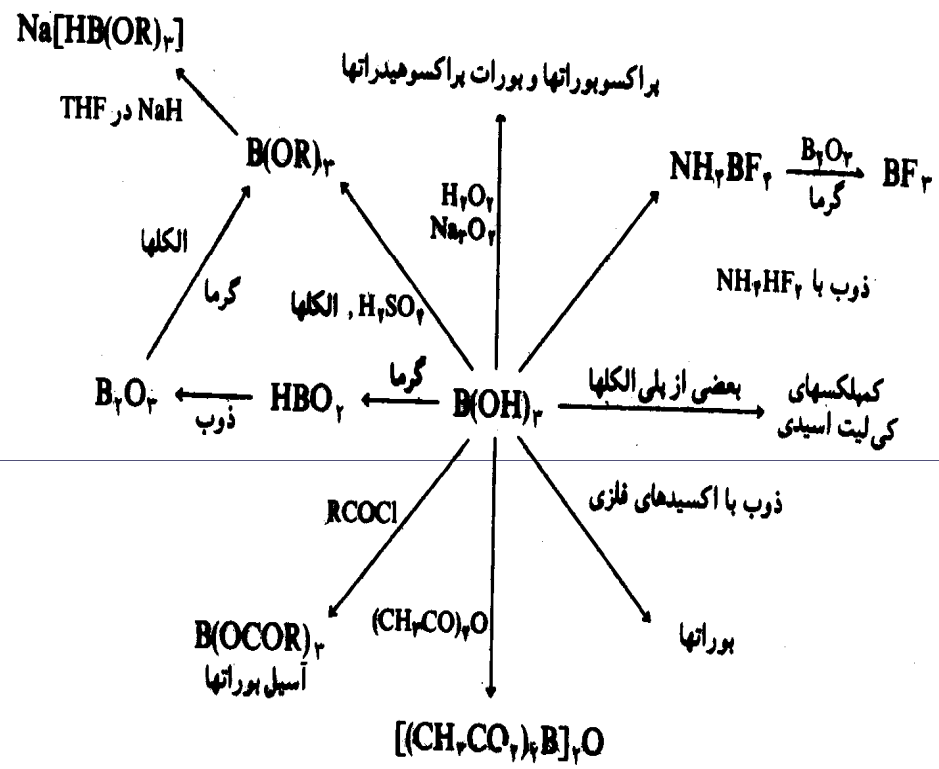 Na[HB(OR)۳]
پراکسوبوراتها و بورات پراکسوهیدراتها
NaH در THF
B(OR)۳
NH۴BF۴
B۲O۳
گرما
BF۳
H۲O۲
Na۲O۲
الکلها
گرما
H۲SO۴ , الکلها
ذوب با NH۴HF۲
B۲O۳
ذوب
HBO۲
گرما
B(OH)۳
بعضی از پلی الکلها
کمپلکسهای
کی لیت اسیدی
RCOCl
ذوب با اکسیدهای فلزی
(CH۳CO)۲O
B(OCOR)۳
آسیل بوراتها
بوراتها
[(CH۳CO۲)۲B]۲O